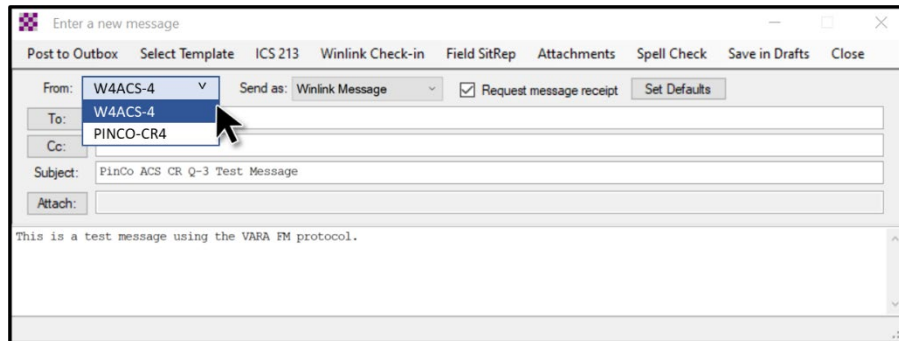 Enter a new message
Post to Outbox Select Template ICS 213 Winlink Check-in Field SitRep Attachments Spell Check Save in Drafts Close
From: W4ACS-4 Send as: Winlink Message Request message receipt Set Defaults
W4ACS-4
To:
PINCO-CR4
Cc:
Subject: PinCo ACS CR Q-3 Test Message
Attach:
This is a test message using the VARA FM protocol.